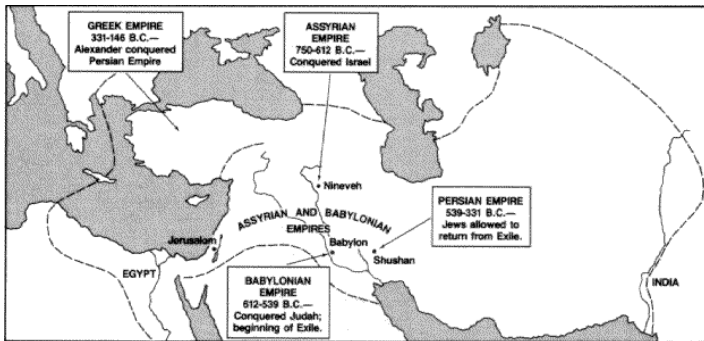 GREEK EMPIRE
331-146 B.C.—
Alexander conquered
Persian Empire
ASSYRIAN
EMPIRE
750-612 B.C.—
Conquered Israel
Nineveh
PERSIAN EMPIRE
539-331 B.C.—
Jews allowed to
return from Exile.
ASSYRIAN AND BABYLONIAN
EMPIRES
Jerusalem
Babylon
Shushan
EGYPT
INDIA
BABYLONIAN
EMPIRE
612-539 B.C.—
Conquered Judah;
beginning of Exile.